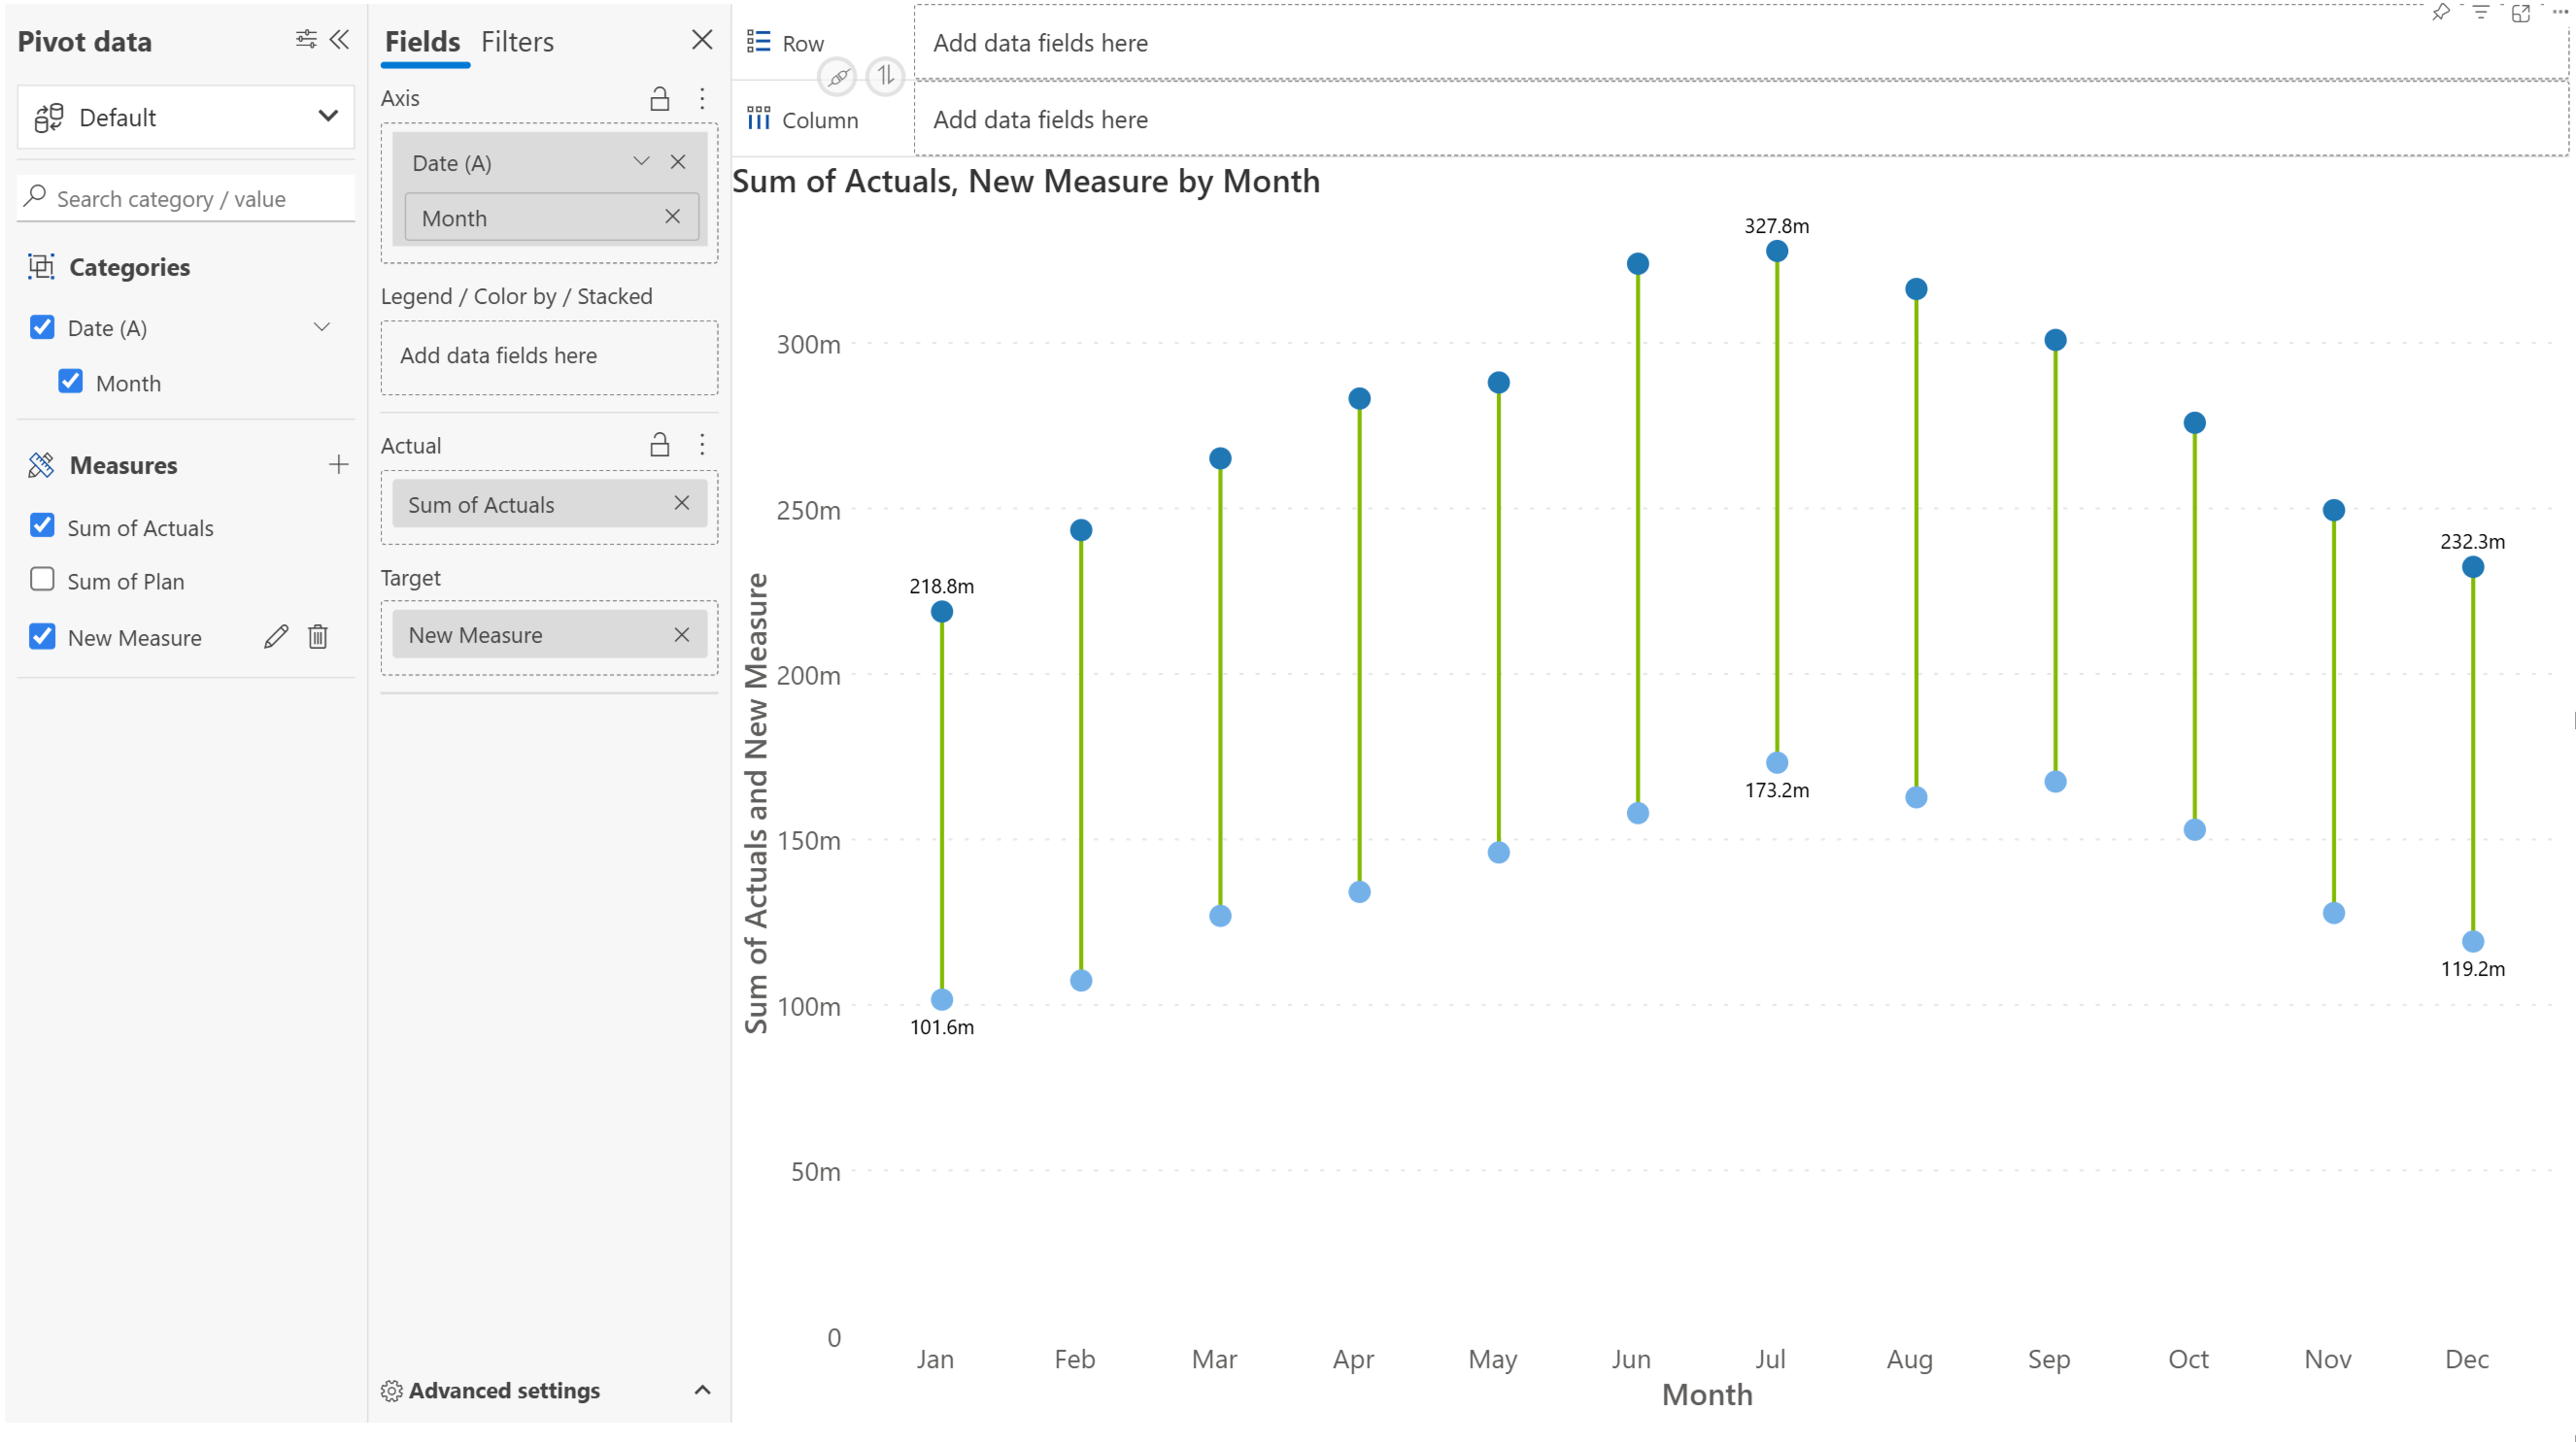 Pivot data
Default
Search category / value
Categories
Date (A)
Month
Measures
Sum of Actuals
Sum of Plan
New Measure
Fields
Filters
Axis
Date (A)
Month
Legend / Color by / Stacked
Add data fields here
Actual
Sum of Actuals
Target
New Measure
Advanced settings
Row
Add data fields here
Column
Add data fields here
Sum of Actuals, New Measure by Month
Sum of Actuals and New Measure
300m
250m
200m
150m
100m
50m
0
218.8m
101.6m
327.8m
173.2m
232.3m
119.2m
Jan
Feb
Mar
Apr
May
Jun
Jul
Aug
Sep
Oct
Nov
Dec
Month